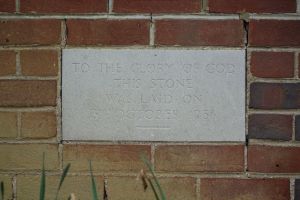 TO THE GLORY OF GOD
THIS STONE
WAS LAID ON
OCTOBER